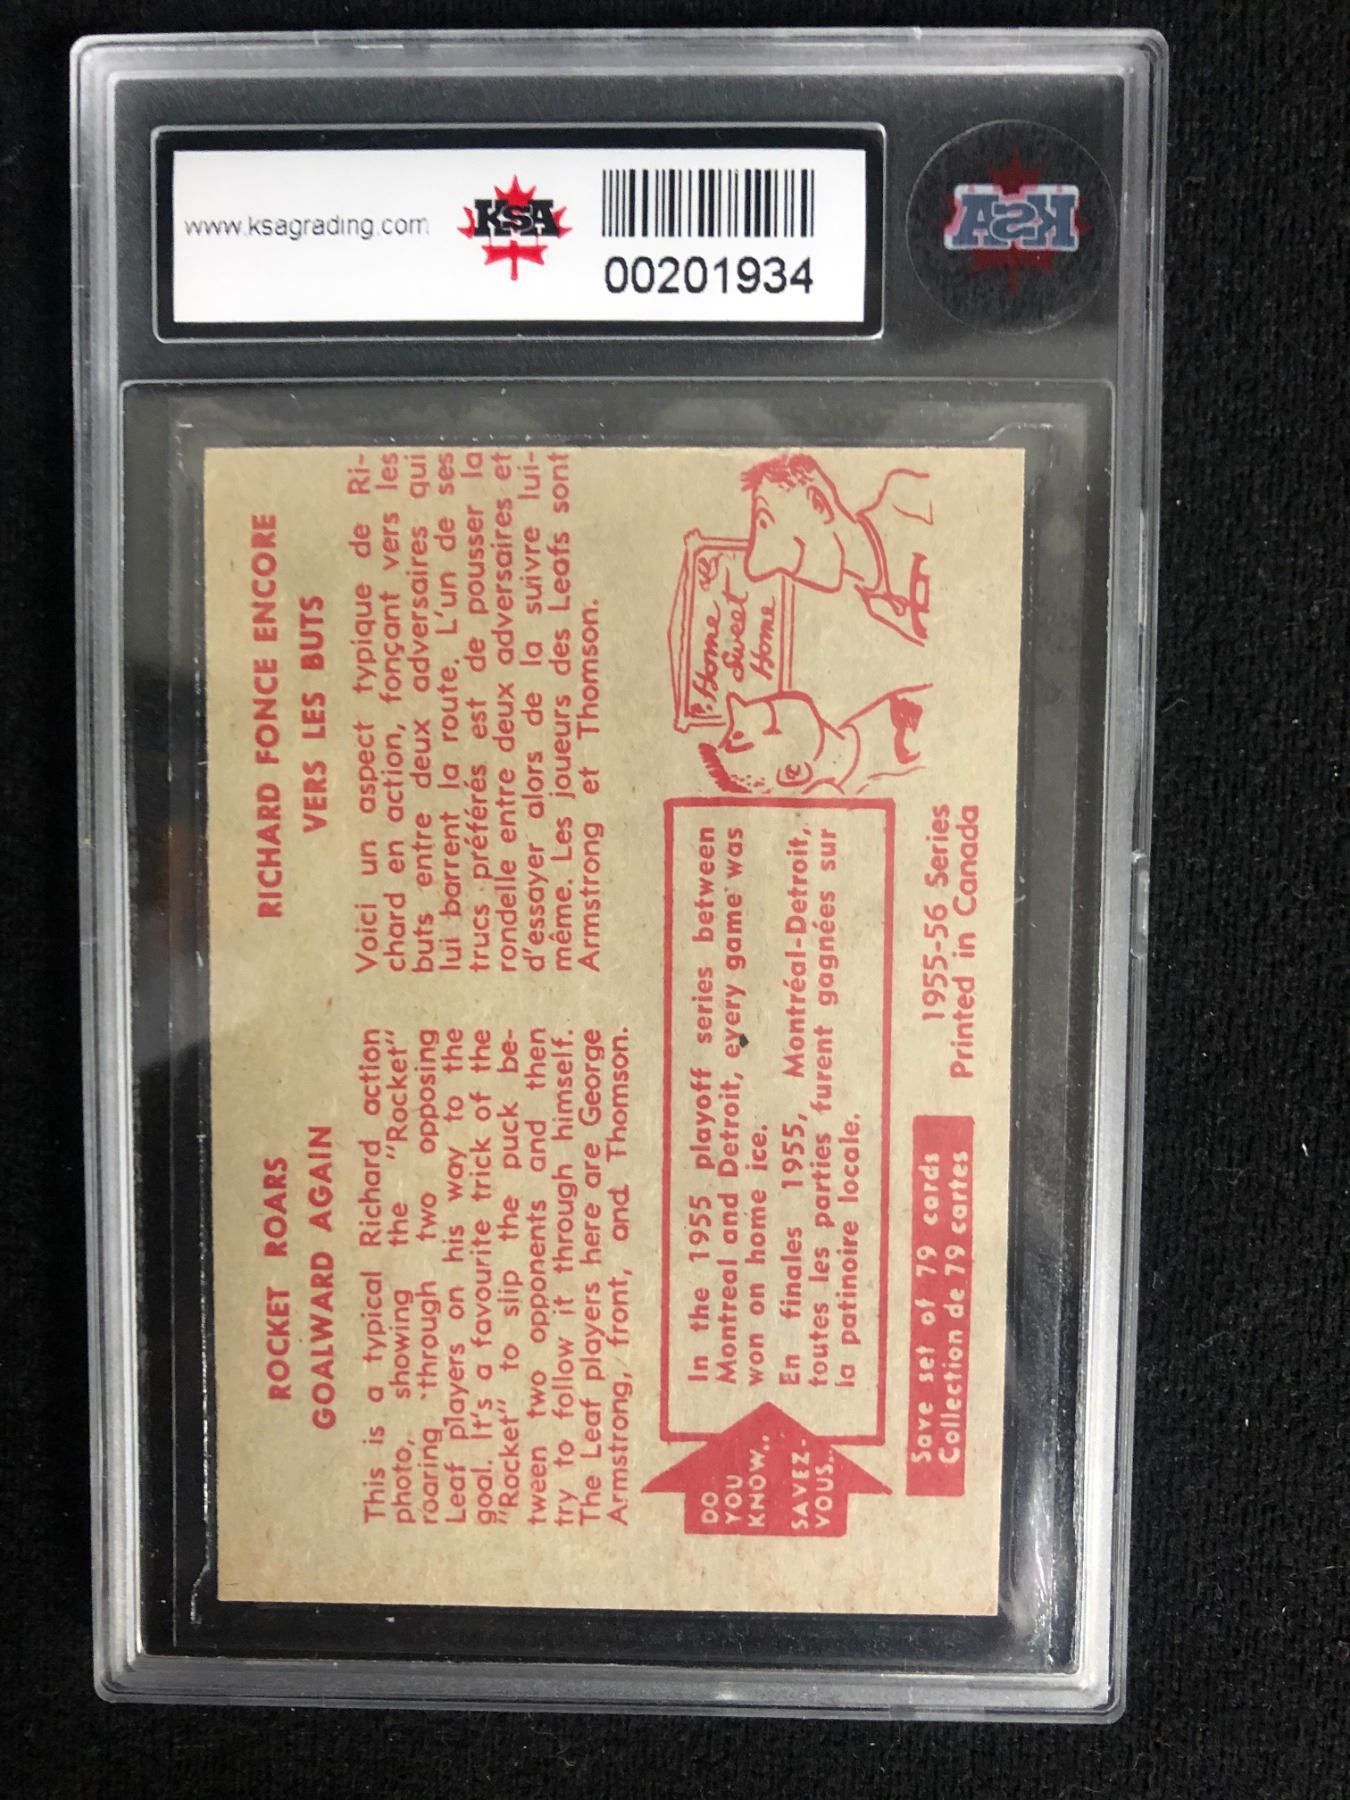 www.ksagrading.com
KSA
00201934
KSA
ROCKET ROARS
GOALWARD AGAIN
This is a typical Richard action
photo, showing the "Rocket"
roaring through two opposing
Leaf players on his way to the
goal. It's a favourite trick of the
"Rocket" to slip the puck be-
tween two opponents and then
try to follow it through himself.
The Leaf players here are George
Armstrong, front, and Thomson.
RICHARD FONCE ENCORE
VERS LES BUTS
Voici un aspect typique de Ri-
chard en action, fonçant vers les
buts entre deux adversaires qui
lui barrent la route. L'un de ses
trucs préférés est de pousser la
rondelle entre deux adversaires et
d'essayer alors de la suivre lui-
même. Les joueurs des Leafs sont
Armstrong et Thomson.
DO
YOU
KNOW..
SAVEZ-
VOUS..
In the 1955 playoff series between
Montreal and Detroit, every game was
won on home ice.
En finales 1955, Montréal-Detroit,
toutes les parties furent gagnées sur
la patinoire locale.
Home
Sweet
Home
Save set of 79 cards
Collection de 79 cartes
1955-56 Series
Printed in Canada